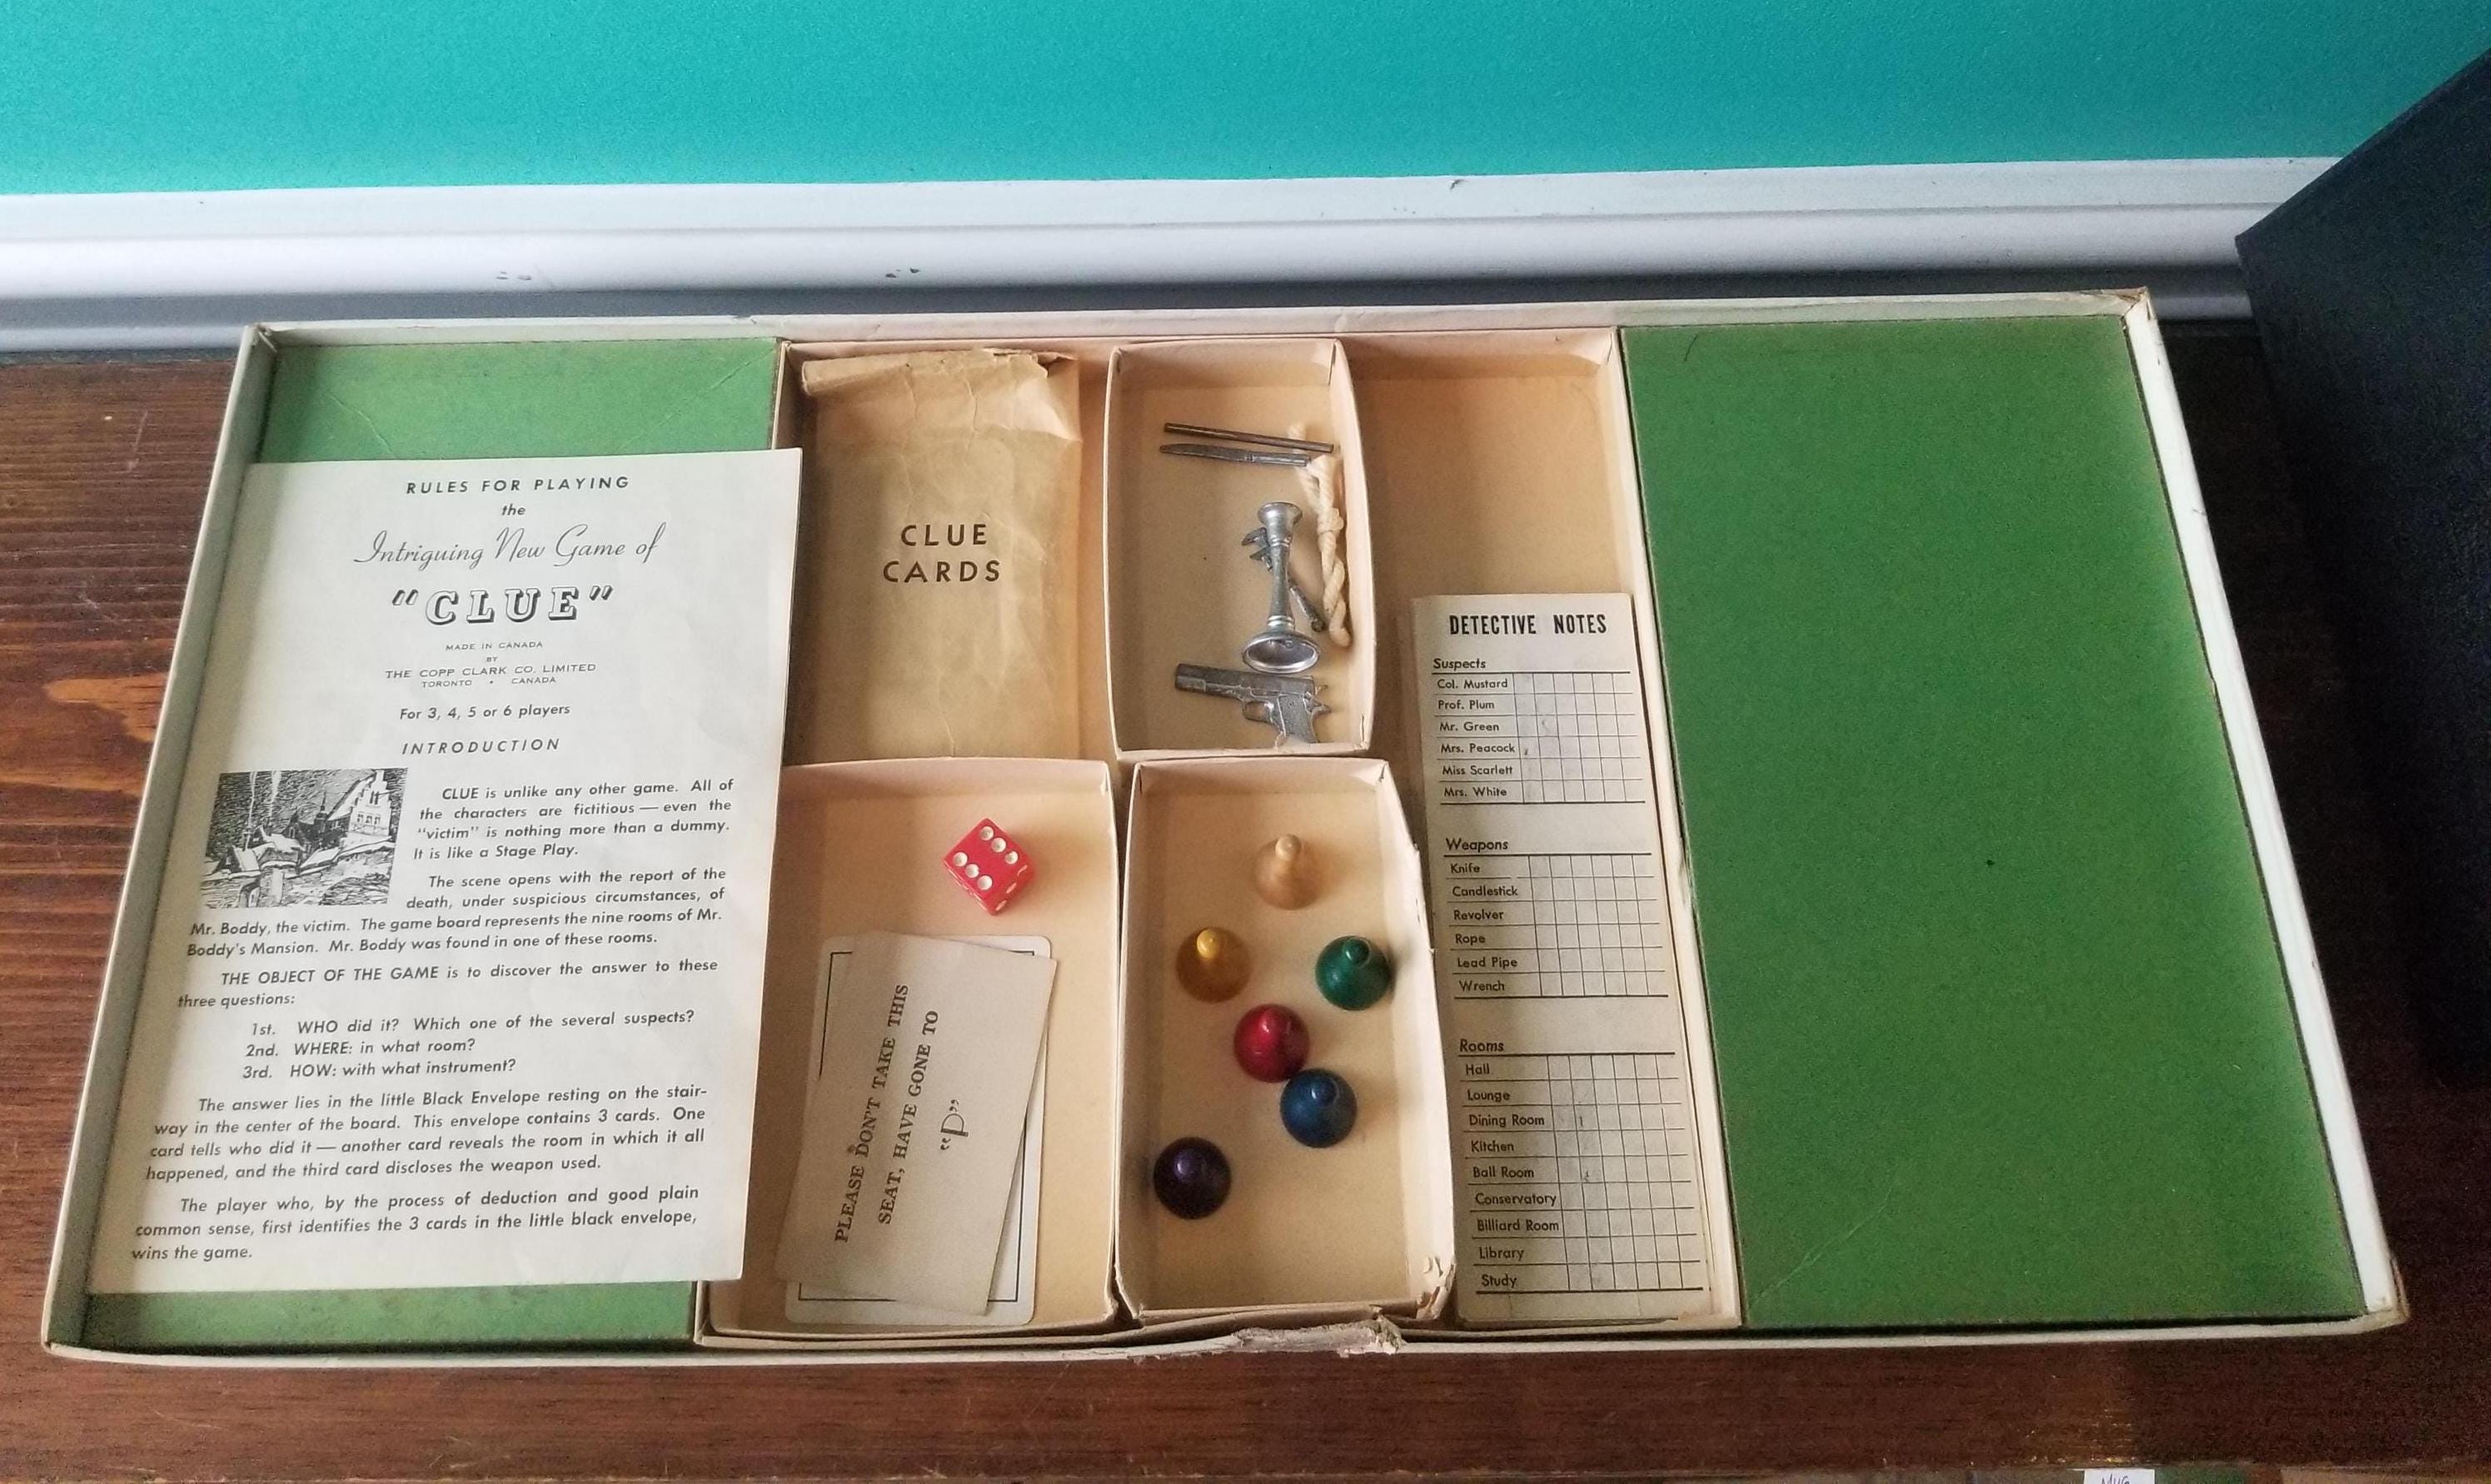 RULES FOR PLAYING
the
Intriguing New Game of
"CLUE"
MADE IN CANADA
BY
THE COPP CLARK CO. LIMITED
TORONTO • CANADA
For 3, 4, 5 or 6 players
INTRODUCTION
CLUE is unlike any other game. All of
the characters are fictitious — even the
"victim" is nothing more than a dummy.
It is like a Stage Play.
The scene opens with the report of the
death, under suspicious circumstances, of
Mr. Boddy, the victim. The game board represents the nine rooms of Mr.
Boddy's Mansion. Mr. Boddy was found in one of these rooms.
THE OBJECT OF THE GAME is to discover the answer to these
three questions:
1st. WHO did it? Which one of the several suspects?
2nd. WHERE: in what room?
3rd. HOW: with what instrument?
The answer lies in the little Black Envelope resting on the stair-
way in the center of the board. This envelope contains 3 cards. One
card tells who did it — another card reveals the room in which it all
happened, and the third card discloses the weapon used.
The player who, by the process of deduction and good plain
common sense, first identifies the 3 cards in the little black envelope,
wins the game.
CLUE
CARDS
PLEASE DON'T TAKE THIS
SEAT, HAVE GONE TO
"P"
DETECTIVE NOTES
Suspects
Col. Mustard
Prof. Plum
Mr. Green
Mrs. Peacock
Miss Scarlett
Mrs. White
Weapons
Knife
Candlestick
Revolver
Rope
Lead Pipe
Wrench
Rooms
Hall
Lounge
Dining Room
Kitchen
Ball Room
Conservatory
Billiard Room
Library
Study